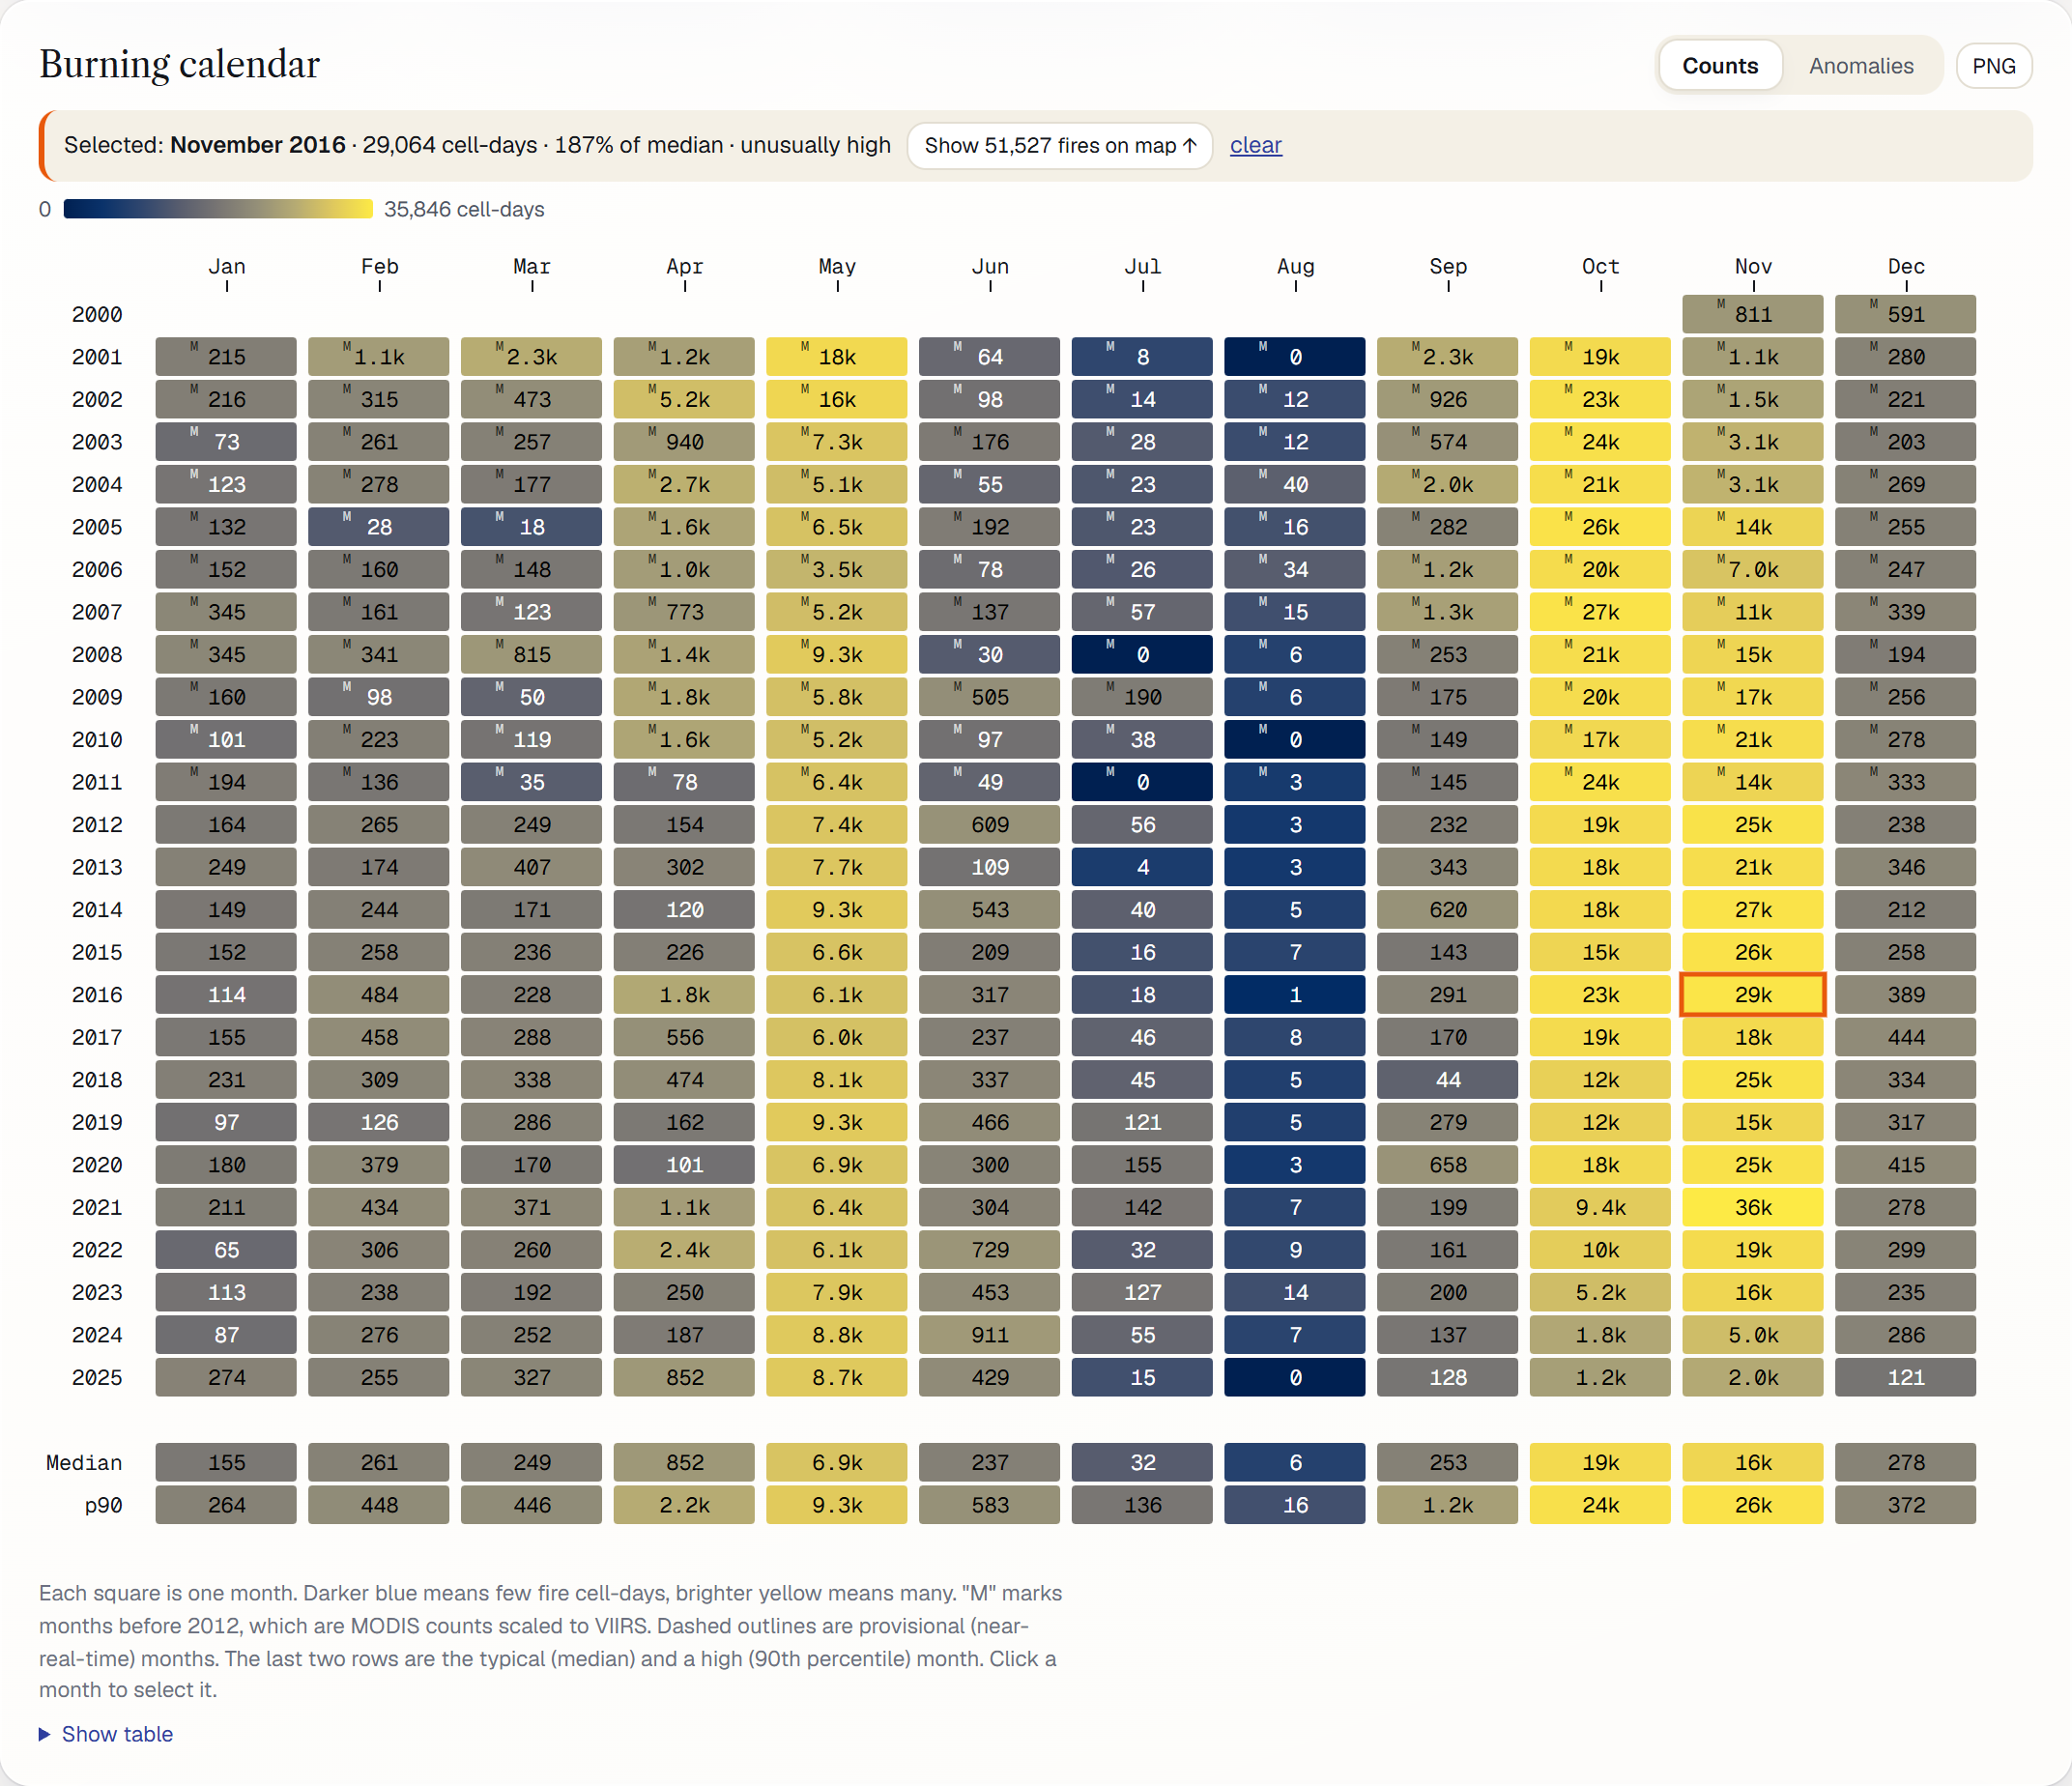 Burning calendar
Counts Anomalies PNG
Selected: November 2016 · 29,064 cell-days · 187% of median · unusually high Show 51,527 fires on map ↑ clear
0 35,846 cell-days
Jan Feb Mar Apr May Jun Jul Aug Sep Oct Nov Dec
2000 M 811 M 591
2001 M 215 M 1.1k M 2.3k M 1.2k M 18k M 64 M 8 M 0 M 2.3k M 19k M 1.1k M 280
2002 M 216 M 315 M 473 M 5.2k M 16k M 98 M 14 M 12 M 926 M 23k M 1.5k M 221
2003 M 73 M 261 M 257 M 940 M 7.3k M 176 M 28 M 12 M 574 M 24k M 3.1k M 203
2004 M 123 M 278 M 177 M 2.7k M 5.1k M 55 M 23 M 40 M 2.0k M 21k M 3.1k M 269
2005 M 132 M 28 M 18 M 1.6k M 6.5k M 192 M 23 M 16 M 282 M 26k M 14k M 255
2006 M 152 M 160 M 148 M 1.0k M 3.5k M 78 M 26 M 34 M 1.2k M 20k M 7.0k M 247
2007 M 345 M 161 M 123 M 773 M 5.2k M 137 M 57 M 15 M 1.3k M 27k M 11k M 339
2008 M 345 M 341 M 815 M 1.4k M 9.3k M 30 M 0 M 6 M 253 M 21k M 15k M 194
2009 M 160 M 98 M 50 M 1.8k M 5.8k M 505 M 190 M 6 M 175 M 20k M 17k M 256
2010 M 101 M 223 M 119 M 1.6k M 5.2k M 97 M 38 M 0 M 149 M 17k M 21k M 278
2011 M 194 M 136 M 35 M 78 M 6.4k M 49 M 0 M 3 M 145 M 24k M 14k M 333
2012 164 265 249 154 7.4k 609 56 3 232 19k 25k 238
2013 249 174 407 302 7.7k 109 4 3 343 18k 21k 346
2014 149 244 171 120 9.3k 543 40 5 620 18k 27k 212
2015 152 258 236 226 6.6k 209 16 7 143 15k 26k 258
2016 114 484 228 1.8k 6.1k 317 18 1 291 23k 29k 389
2017 155 458 288 556 6.0k 237 46 8 170 19k 18k 444
2018 231 309 338 474 8.1k 337 45 5 44 12k 25k 334
2019 97 126 286 162 9.3k 466 121 5 279 12k 15k 317
2020 180 379 170 101 6.9k 300 155 3 658 18k 25k 415
2021 211 434 371 1.1k 6.4k 304 142 7 199 9.4k 36k 278
2022 65 306 260 2.4k 6.1k 729 32 9 161 10k 19k 299
2023 113 238 192 250 7.9k 453 127 14 200 5.2k 16k 235
2024 87 276 252 187 8.8k 911 55 7 137 1.8k 5.0k 286
2025 274 255 327 852 8.7k 429 15 0 128 1.2k 2.0k 121
Median 155 261 249 852 6.9k 237 32 6 253 19k 16k 278
p90 264 448 446 2.2k 9.3k 583 136 16 1.2k 24k 26k 372
Each square is one month. Darker blue means few fire cell-days, brighter yellow means many. "M" marks
months before 2012, which are MODIS counts scaled to VIIRS. Dashed outlines are provisional (near-
real-time) months. The last two rows are the typical (median) and a high (90th percentile) month. Click a
month to select it.
▶ Show table